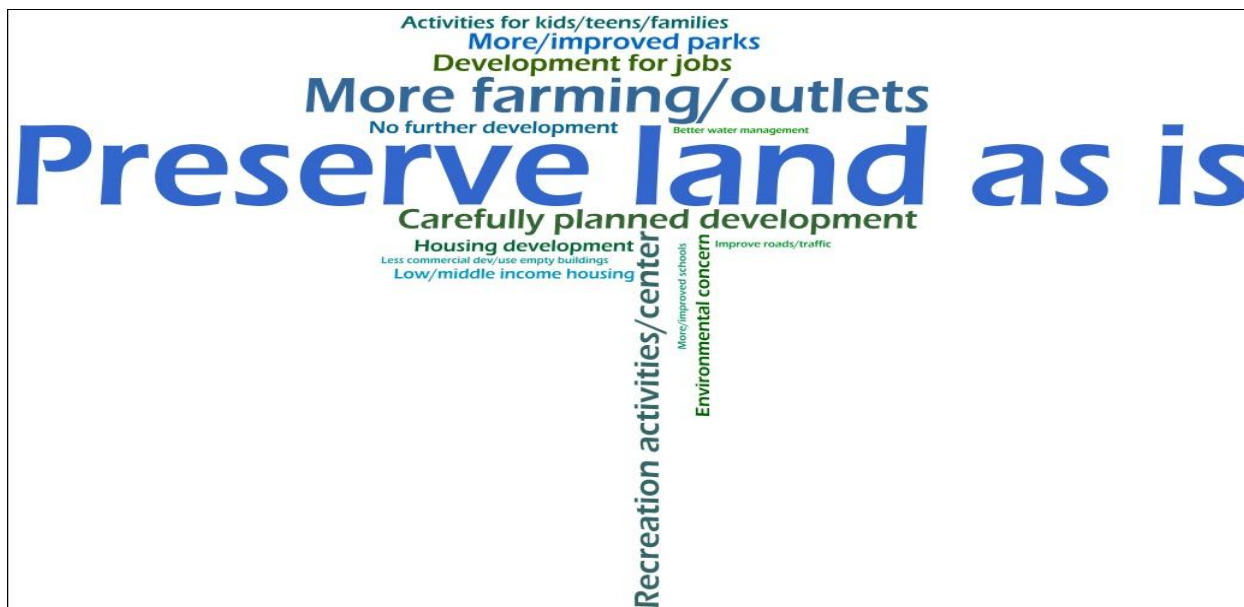 Activities for kids/teens/families
More/improved parks
Development for jobs
More farming/outlets
No further development
Better water management
Preserve land as is
Carefully planned development
Housing development
Improve roads/traffic
Less commercial dev/use empty buildings
Low/middle income housing
Recreation activities/center
More/improved schools
Environmental concern